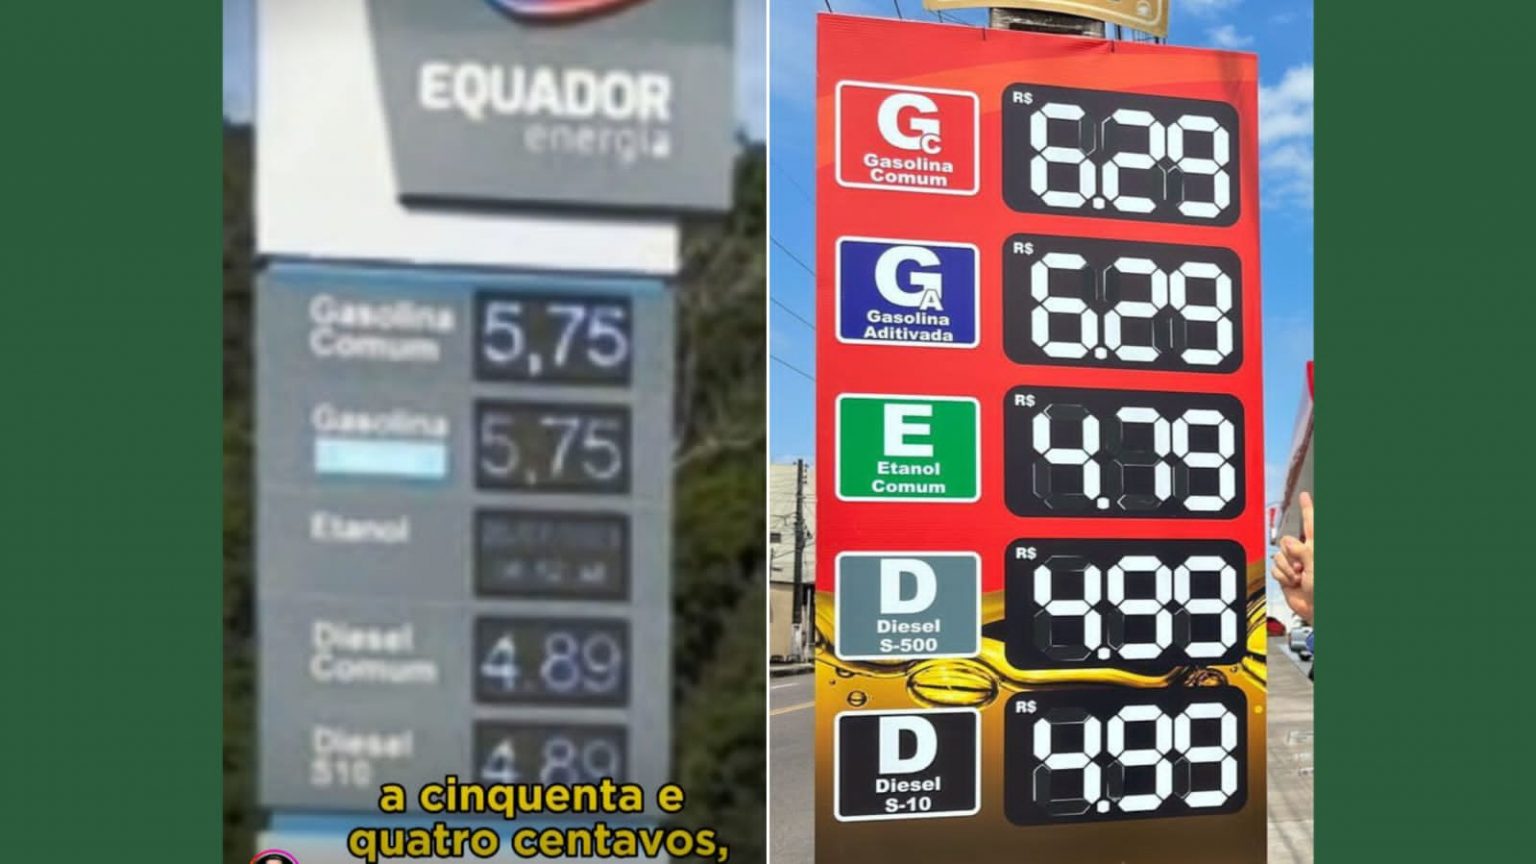 EQUADOR
energia
Gasolina
Comum
5,75
Gasolina
5,75
Etanol
Diesel
Comum
4.89
Diesel
S10
4.89
a cinquenta e
quatro centavos,
GC
Gasolina
Comum
R$
6.29
GA
Gasolina
Aditivada
R$
6.29
E
Etanol
Comum
R$
4.79
D
Diesel
S-500
R$
4.99
D
Diesel
S-10
R$
4.99